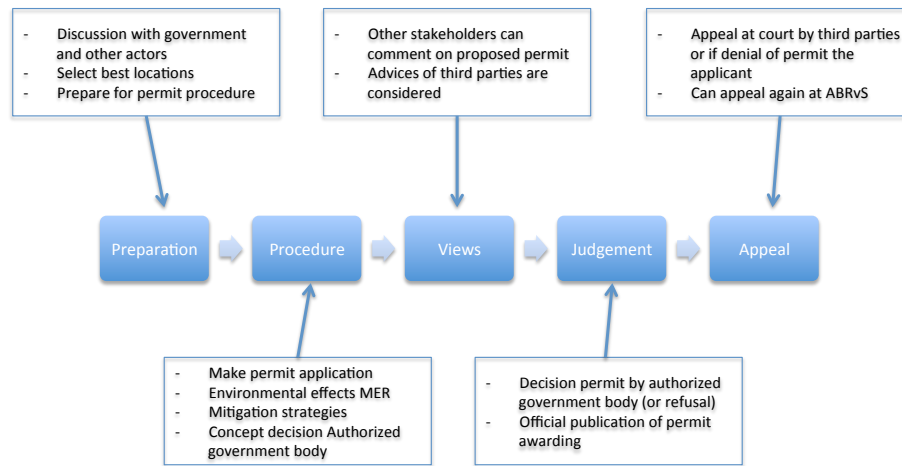 - Discussion with government
and other actors
- Select best locations
- Prepare for permit procedure
- Other stakeholders can
comment on proposed permit
- Advices of third parties are
considered
- Appeal at court by third parties
or if denial of permit the
applicant
- Can appeal again at ABRvS
Preparation
Procedure
Views
Judgement
Appeal
- Make permit application
- Environmental effects MER
- Mitigation strategies
- Concept decision Authorized
government body
- Decision permit by authorized
government body (or refusal)
- Official publication of permit
awarding